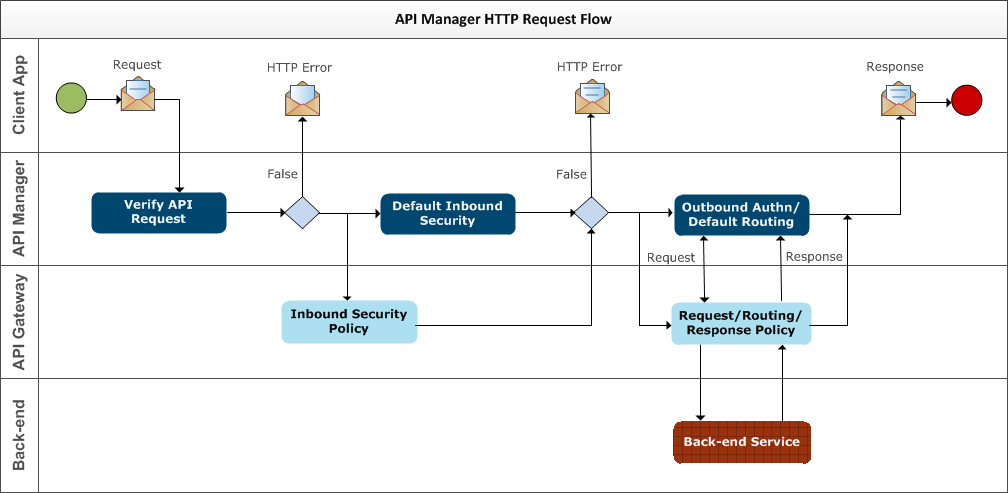 API Manager HTTP Request Flow
Client App
Request
HTTP Error
HTTP Error
Response
API Manager
False
False
Verify API
Request
Default Inbound
Security
Outbound Authn/
Default Routing
Request
Response
API Gateway
Inbound Security
Policy
Request/Routing/
Response Policy
Back-end
Back-end Service